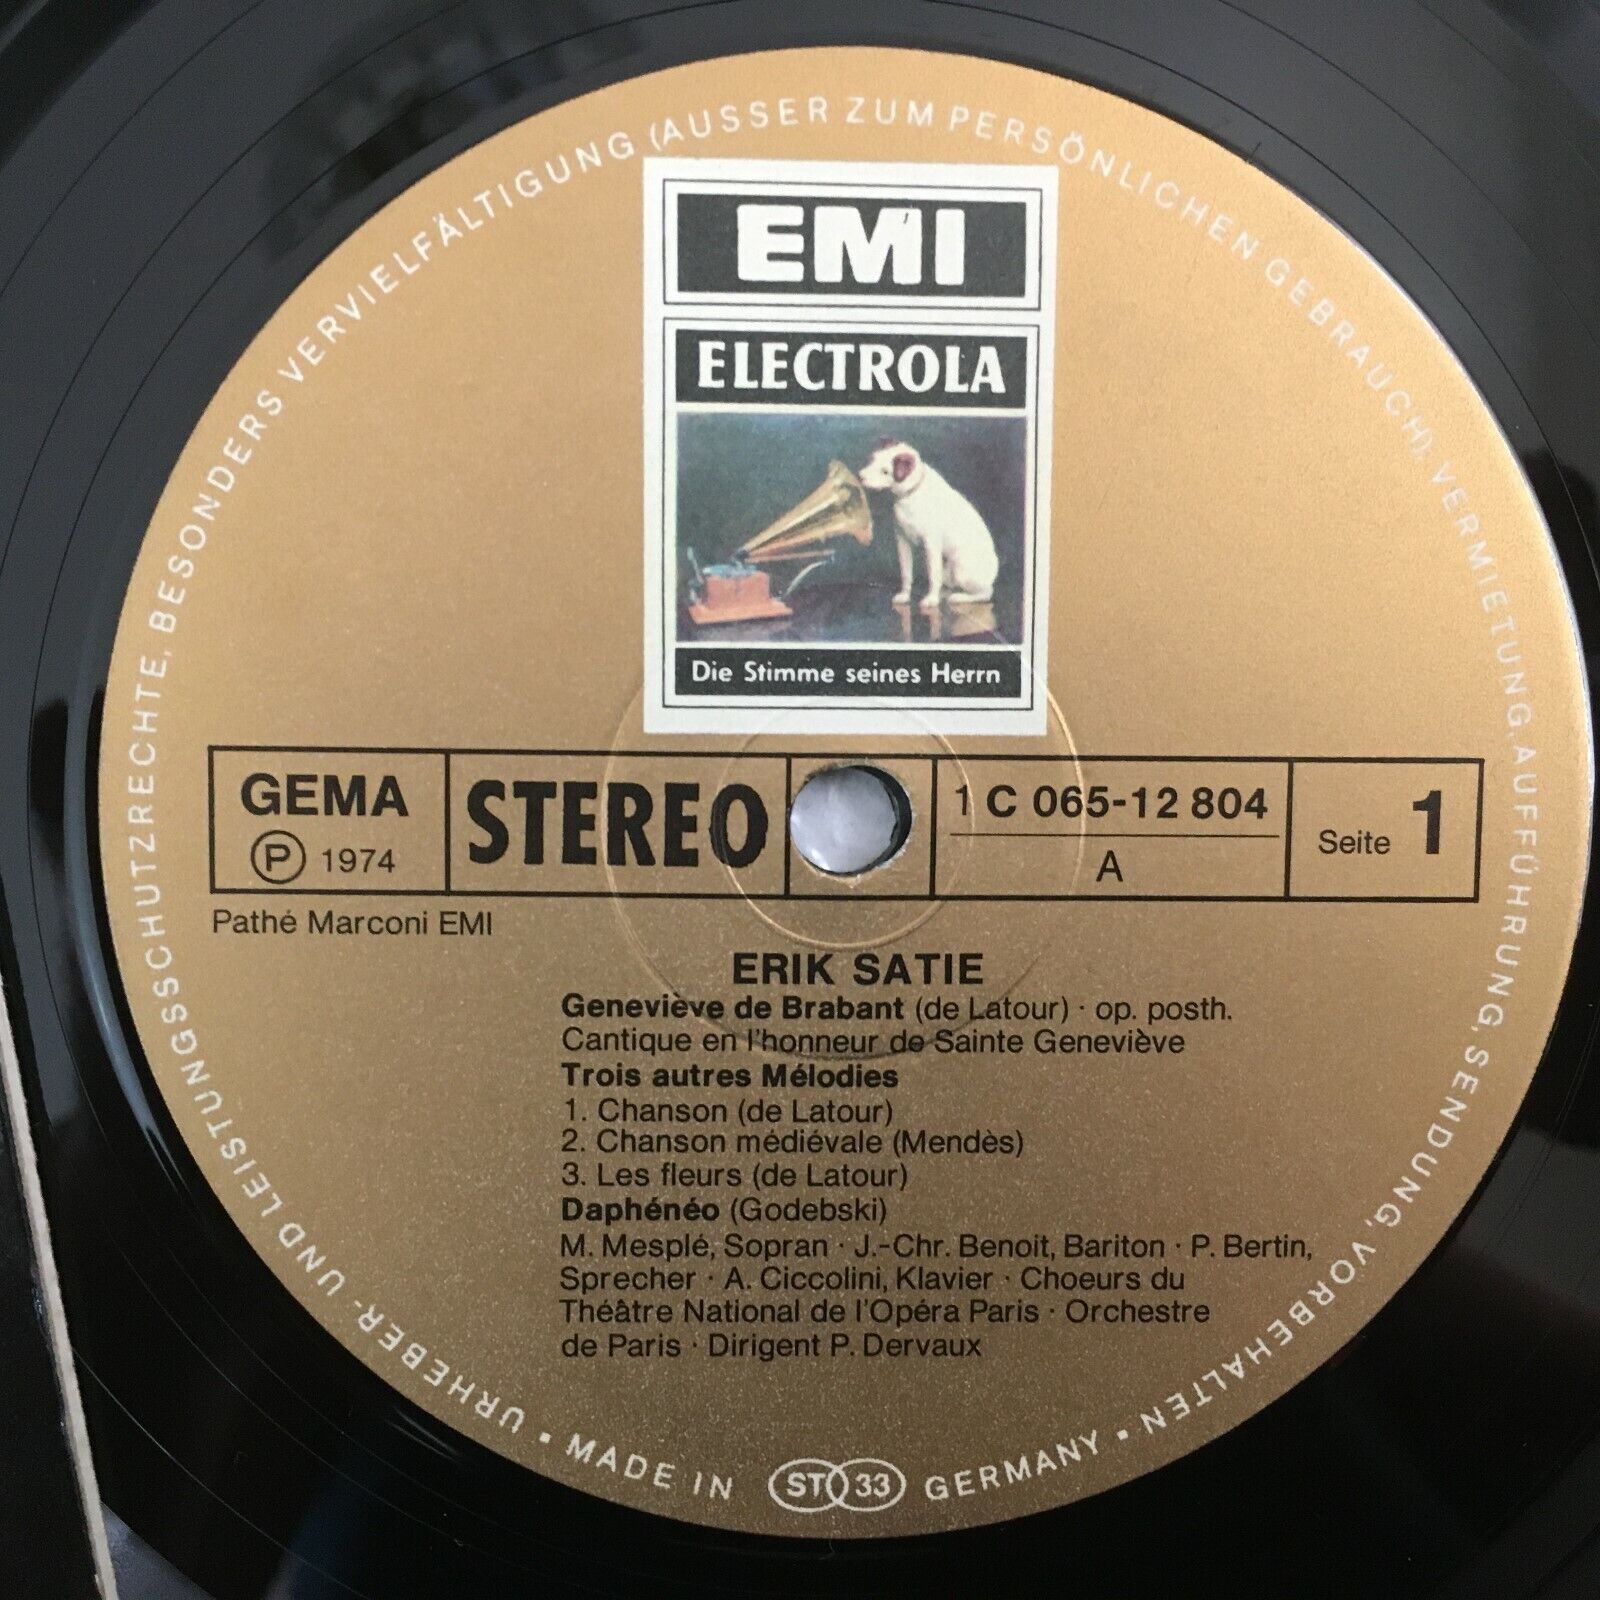 URHEBER- UND LEISTUNGSSCHUTZRECHTE, BESONDERS VERVIELFÄLTIGUNG (AUSSER ZUM PERSÖNLICHEN GEBRAUCH), VERMIETUNG, AUFFÜHRUNG, SENDUNG, VORBEHALTEN ▪
EMI
ELECTROLA
Die Stimme seines Herrn
GEMA
Ⓟ 1974
STEREO
1 C 065-12 804
A
Seite 1
Pathé Marconi EMI
ERIK SATIE
Geneviève de Brabant (de Latour) · op. posth.
Cantique en l'honneur de Sainte Geneviève
Trois autres Mélodies
1. Chanson (de Latour)
2. Chanson médiévale (Mendès)
3. Les fleurs (de Latour)
Daphénéo (Godebski)
M. Mesplé, Sopran · J.-Chr. Benoit, Bariton · P. Bertin,
Sprecher · A. Ciccolini, Klavier · Choeurs du
Théâtre National de l'Opéra Paris · Orchestre
de Paris · Dirigent P. Dervaux
▪ MADE IN ST 33 GERMANY